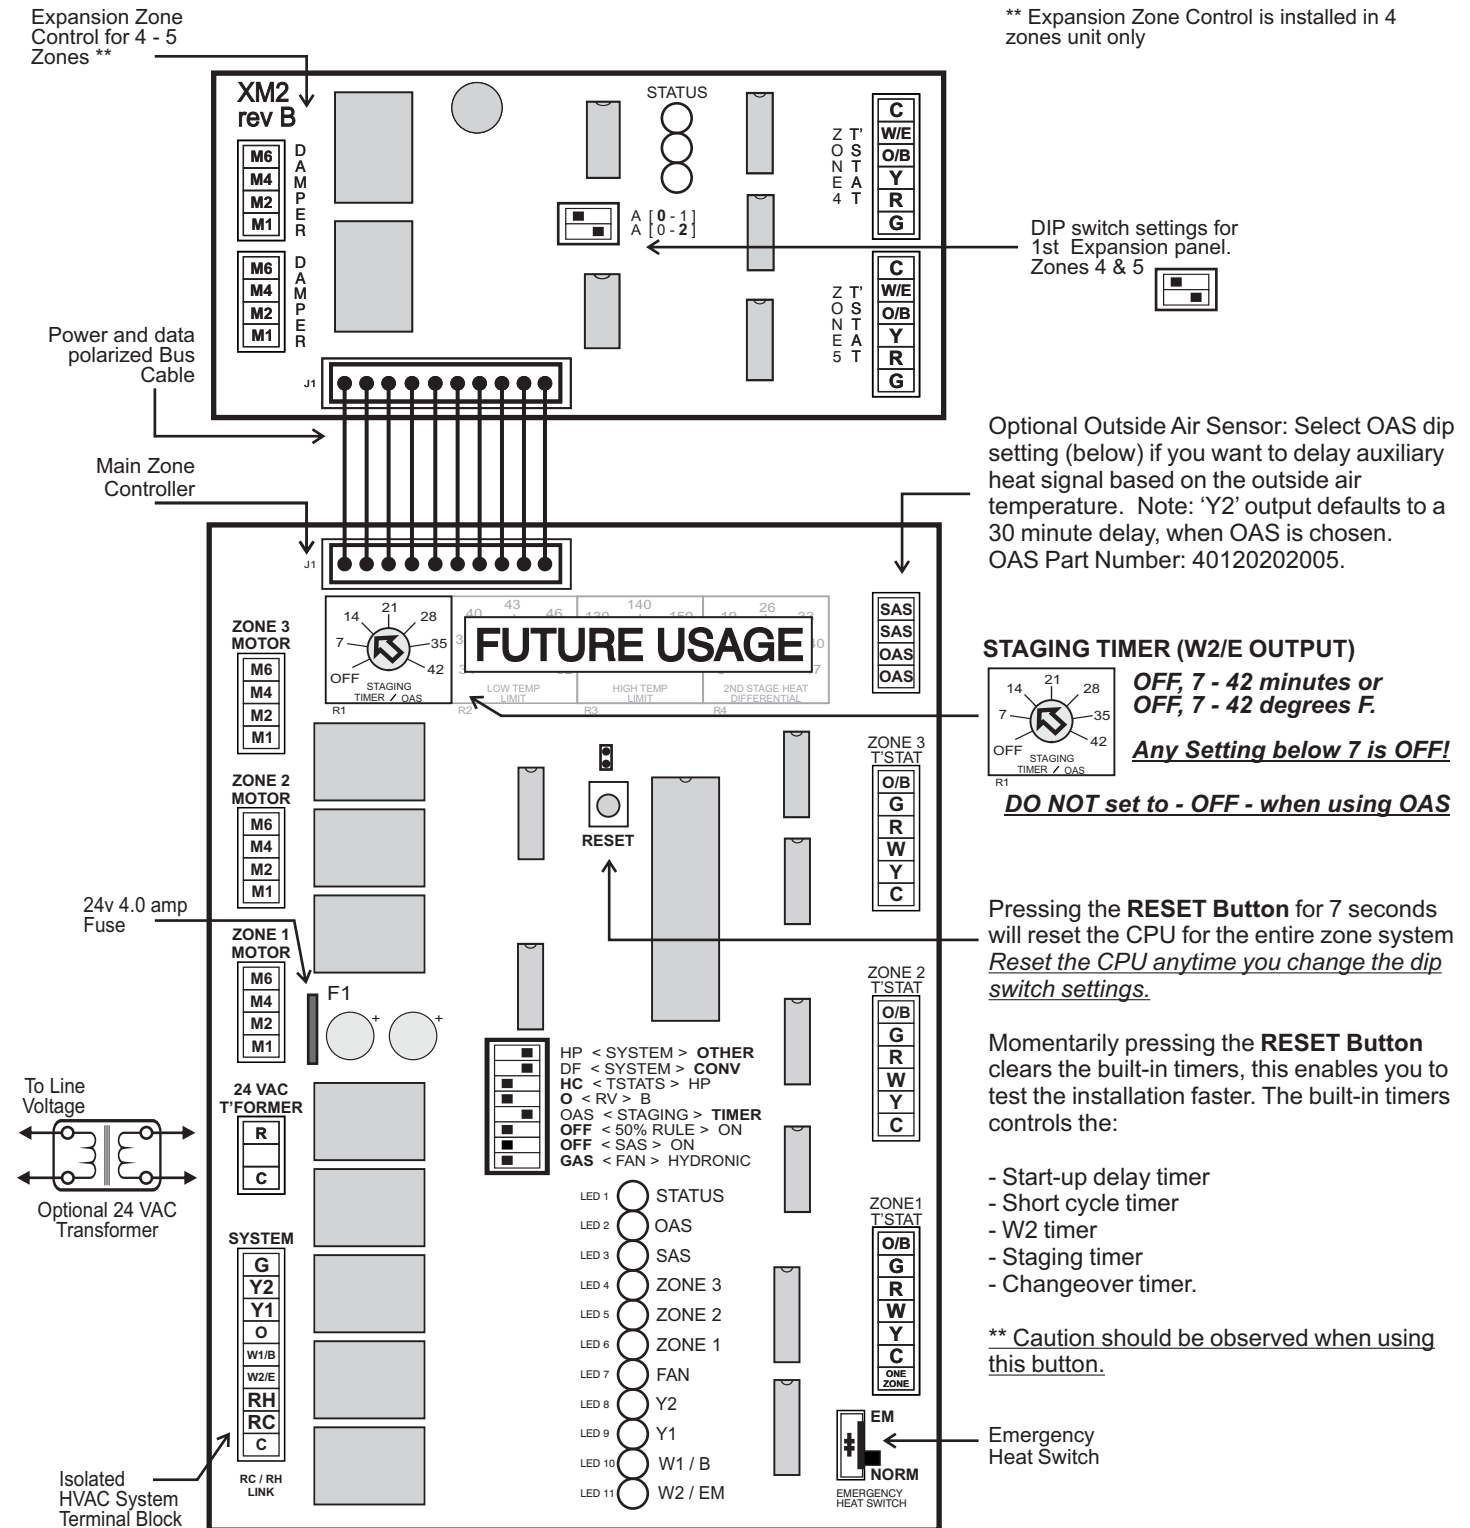 Expansion Zone
Control for 4 - 5
Zones **
** Expansion Zone Control is installed in 4
zones unit only
XM2
rev B
STATUS
M6
M4
M2
M1
DAMPER
M6
M4
M2
M1
DAMPER
A [ 0 - 1 ]
A [ 0 - 2 ]
ZONE 4
T'STAT
C
W/E
O/B
Y
R
G
ZONE 5
T'STAT
C
W/E
O/B
Y
R
G
DIP switch settings for
1st Expansion panel.
Zones 4 & 5
J1
Power and data
polarized Bus
Cable
Main Zone
Controller
J1
Optional Outside Air Sensor: Select OAS dip
setting (below) if you want to delay auxiliary
heat signal based on the outside air
temperature. Note: ‘Y2’ output defaults to a
30 minute delay, when OAS is chosen.
OAS Part Number: 40120202005.
OFF
7
14
21
28
35
42
STAGING
TIMER / OAS
R1
40
43
46
LOW TEMP
LIMIT
R2
140
HIGH TEMP
LIMIT
R3
26
2ND STAGE HEAT
DIFFERENTIAL
R4
FUTURE USAGE
SAS
SAS
OAS
OAS
STAGING TIMER (W2/E OUTPUT)
OFF
7
14
21
28
35
42
STAGING
TIMER / OAS
R1
OFF, 7 - 42 minutes or
OFF, 7 - 42 degrees F.
Any Setting below 7 is OFF!
DO NOT set to - OFF - when using OAS
ZONE 3
MOTOR
M6
M4
M2
M1
ZONE 2
MOTOR
M6
M4
M2
M1
ZONE 1
MOTOR
M6
M4
M2
M1
24v 4.0 amp
Fuse
F1
+
+
RESET
ZONE 3
T'STAT
O/B
G
R
W
Y
C
ZONE 2
T'STAT
O/B
G
R
W
Y
C
Pressing the RESET Button for 7 seconds
will reset the CPU for the entire zone system
Reset the CPU anytime you change the dip
switch settings.
Momentarily pressing the RESET Button
clears the built-in timers, this enables you to
test the installation faster. The built-in timers
controls the:
- Start-up delay timer
- Short cycle timer
- W2 timer
- Staging timer
- Changeover timer.
** Caution should be observed when using
this button.
HP < SYSTEM > OTHER
DF < SYSTEM > CONV
HC < TSTATS > HP
O < RV > B
OAS < STAGING > TIMER
OFF < 50% RULE > ON
OFF < SAS > ON
GAS < FAN > HYDRONIC
To Line
Voltage
Optional 24 VAC
Transformer
24 VAC
T'FORMER
R
C
SYSTEM
G
Y2
Y1
O
W1/B
W2/E
RH
RC
C
RC / RH
LINK
Isolated
HVAC System
Terminal Block
LED 1 STATUS
LED 2 OAS
LED 3 SAS
LED 4 ZONE 3
LED 5 ZONE 2
LED 6 ZONE 1
LED 7 FAN
LED 8 Y2
LED 9 Y1
LED 10 W1 / B
LED 11 W2 / EM
ZONE1
T'STAT
O/B
G
R
W
Y
C
ONE
ZONE
EM
NORM
EMERGENCY
HEAT SWITCH
Emergency
Heat Switch